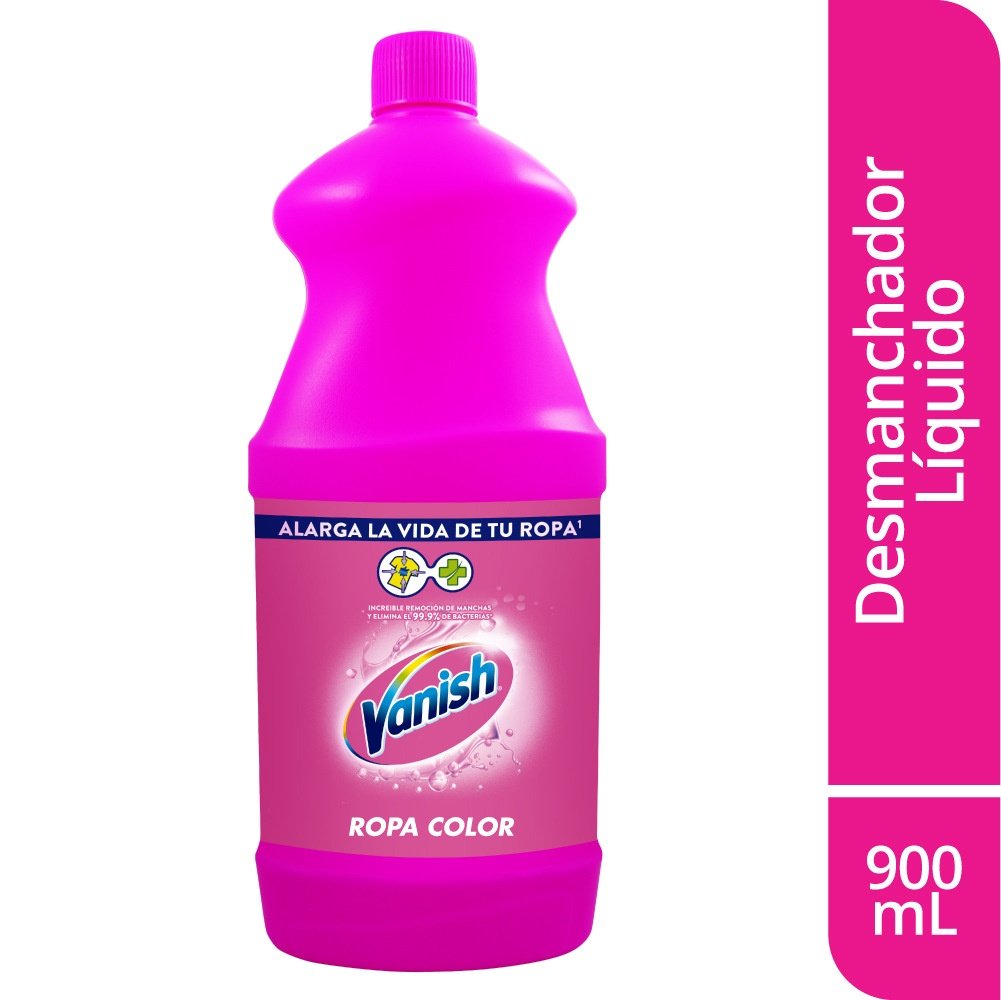 ALARGA LA VIDA DE TU ROPA¹
INCREIBLE REMOCIÓN DE MANCHAS
Y ELIMINA EL 99.9% DE BACTERIAS*
Vanish
ROPA COLOR
Desmanchador
Líquido
900
mL